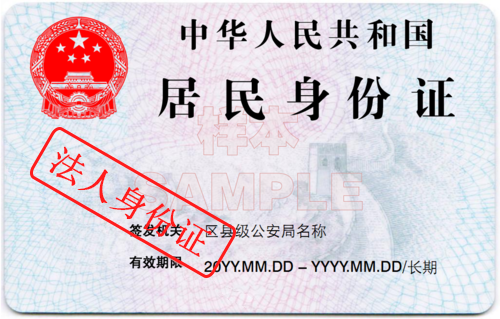 中华人民共和国
居民身份证
样本
SAMPLE
法人身份证
签发机关 区县级公安局名称
有效期限 20YY.MM.DD – YYYY.MM.DD/长期